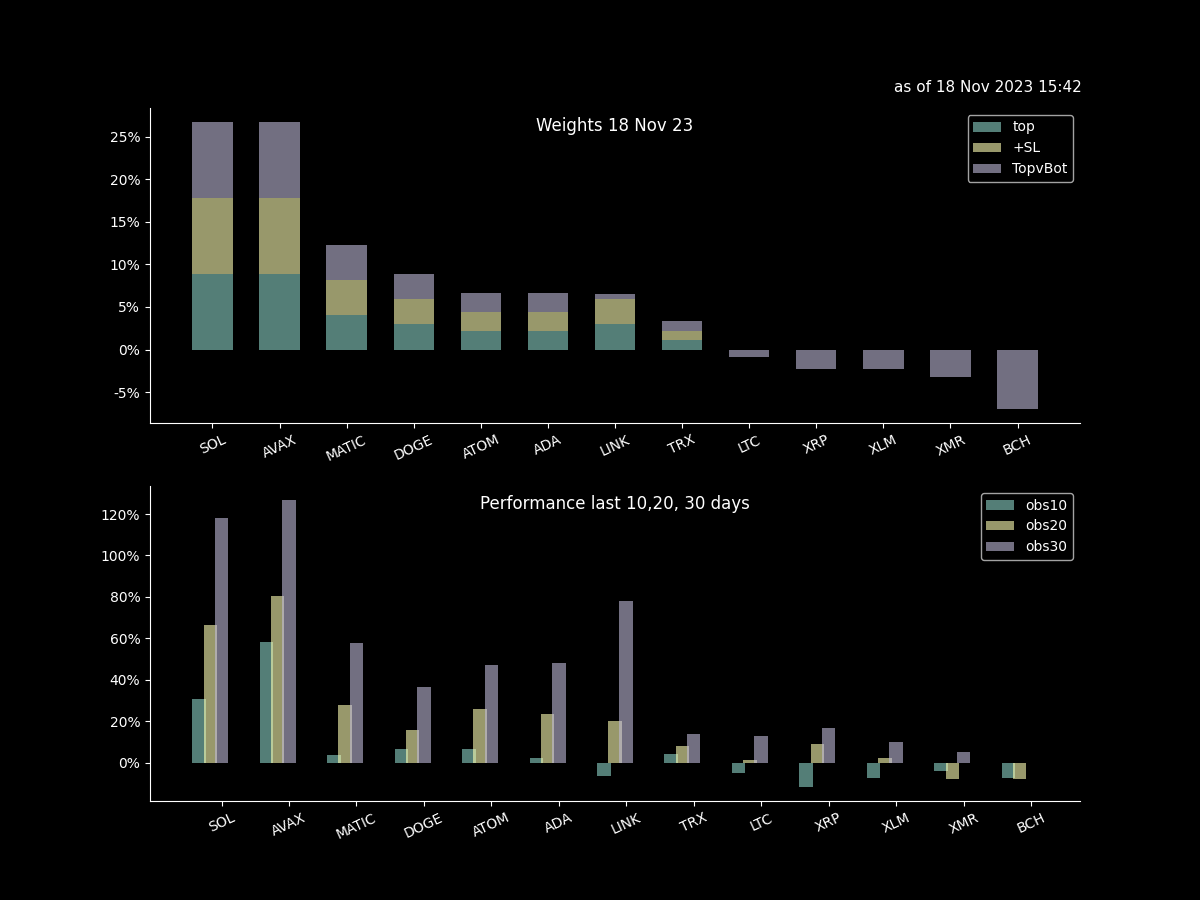 as of 18 Nov 2023 15:42
Weights 18 Nov 23
top
+SL
TopvBot
25%
20%
15%
10%
5%
0%
-5%
SOL AVAX MATIC DOGE ATOM ADA LINK TRX LTC XRP XLM XMR BCH
Performance last 10,20, 30 days
obs10
obs20
obs30
120%
100%
80%
60%
40%
20%
0%
SOL AVAX MATIC DOGE ATOM ADA LINK TRX LTC XRP XLM XMR BCH